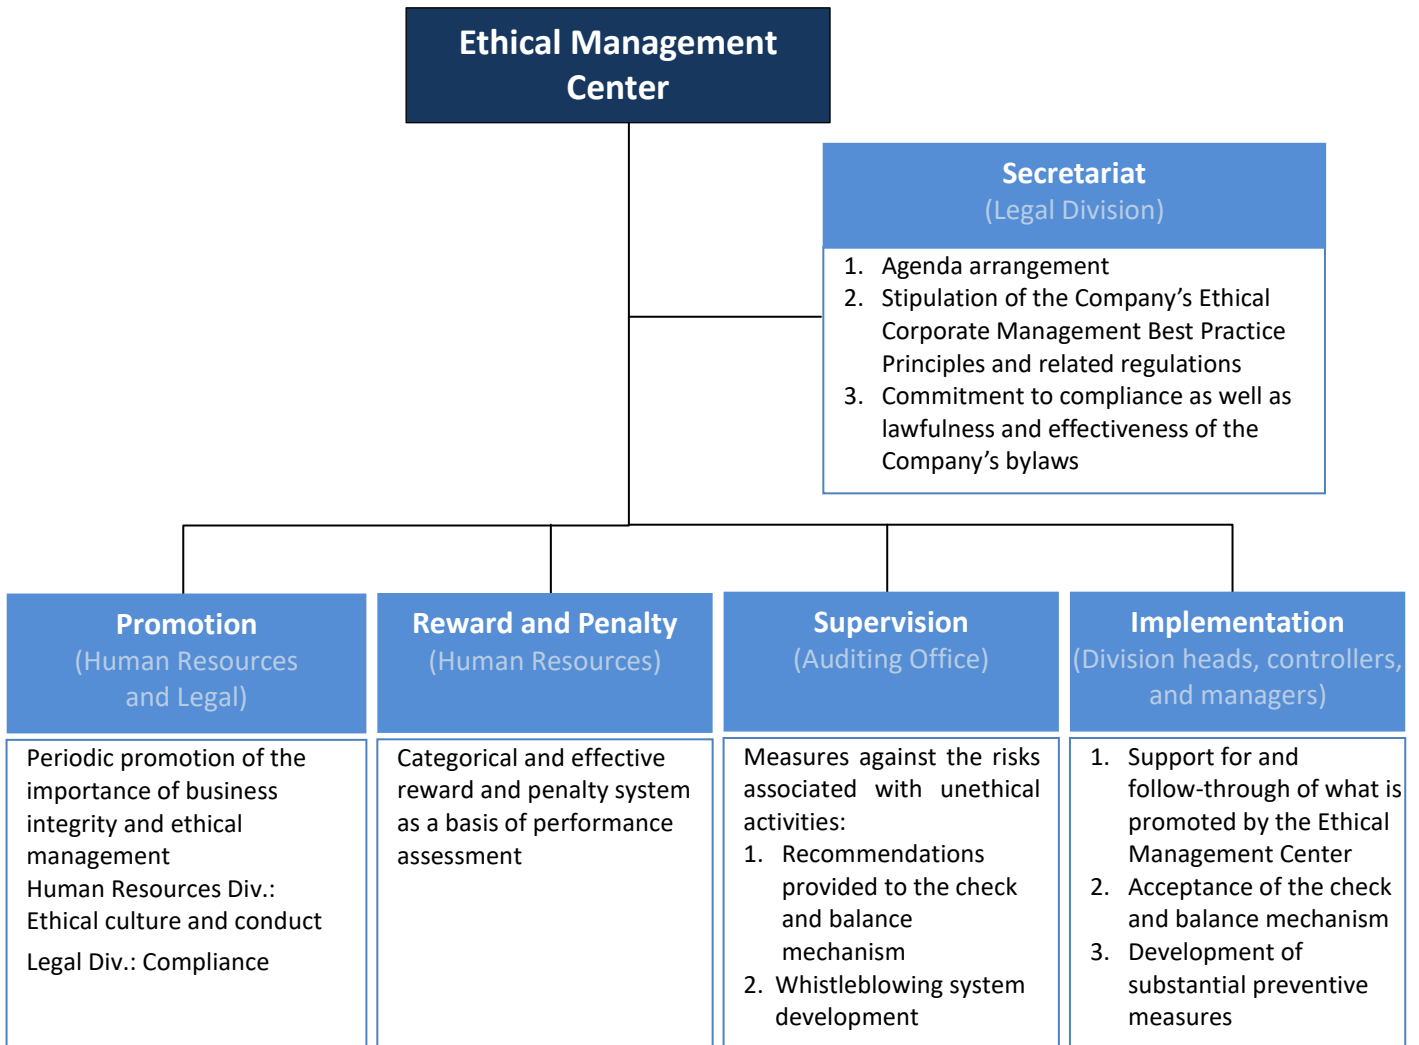 Ethical Management
Center
Secretariat
(Legal Division)
1. Agenda arrangement
2. Stipulation of the Company’s Ethical
Corporate Management Best Practice
Principles and related regulations
3. Commitment to compliance as well as
lawfulness and effectiveness of the
Company’s bylaws
Promotion
(Human Resources
and Legal)
Periodic promotion of the
importance of business
integrity and ethical
management
Human Resources Div.:
Ethical culture and conduct
Legal Div.: Compliance
Reward and Penalty
(Human Resources)
Categorical and effective
reward and penalty system
as a basis of performance
assessment
Supervision
(Auditing Office)
Measures against the risks
associated with unethical
activities:
1. Recommendations
provided to the check
and balance
mechanism
2. Whistleblowing system
development
Implementation
(Division heads, controllers,
and managers)
1. Support for and
follow-through of what is
promoted by the Ethical
Management Center
2. Acceptance of the check
and balance mechanism
3. Development of
substantial preventive
measures